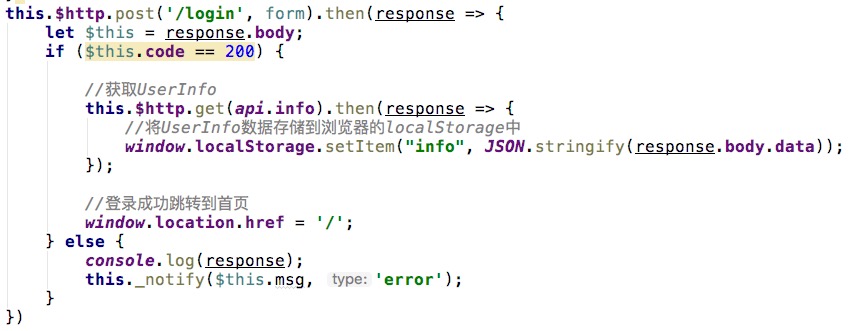 this.$http.post('/login', form).then(response => {
    let $this = response.body;
    if ($this.code == 200) {
        //获取UserInfo
        this.$http.get(api.info).then(response => {
            //将UserInfo数据存储到浏览器的localStorage中
            window.localStorage.setItem("info", JSON.stringify(response.body.data));
        });
        //登录成功跳转到首页
        window.location.href = '/';
    } else {
        console.log(response);
        this._notify($this.msg, type: 'error');
    }
})